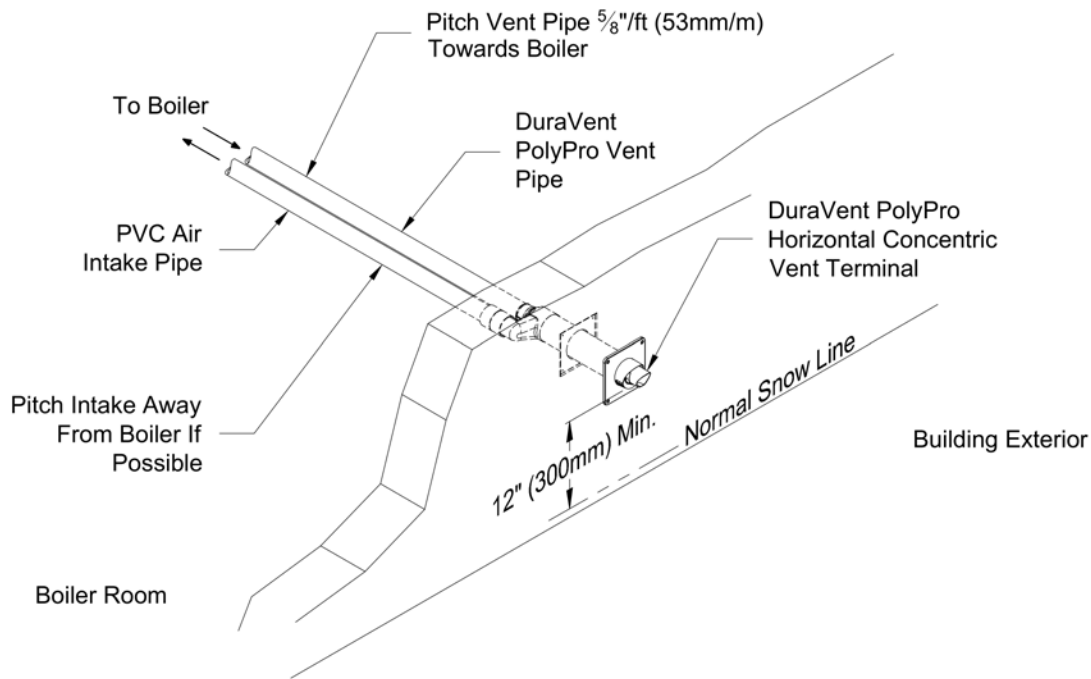 Pitch Vent Pipe ⅝"/ft (53mm/m)
Towards Boiler
To Boiler
DuraVent
PolyPro Vent
Pipe
DuraVent PolyPro
Horizontal Concentric
Vent Terminal
PVC Air
Intake Pipe
Pitch Intake Away
From Boiler If
Possible
12" (300mm) Min.
Normal Snow Line
Building Exterior
Boiler Room